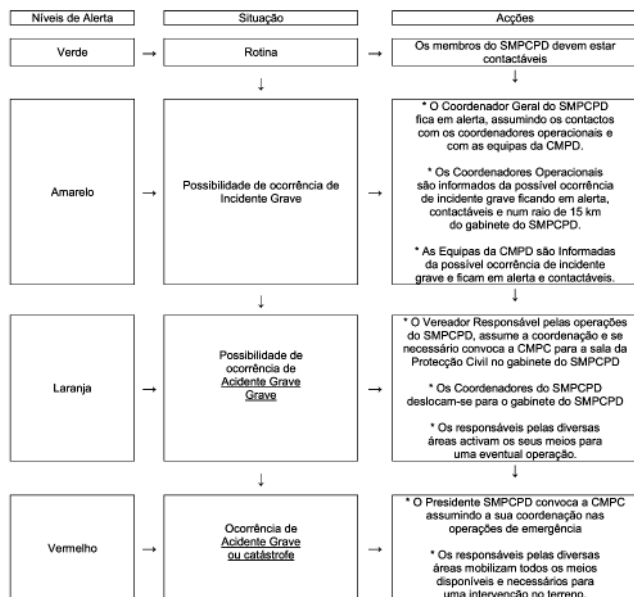 Níveis de Alerta
Situação
Acções
Verde
→
Rotina
→
Os membros do SMPCPD devem estar
contactáveis
↓
↓
Amarelo
→
Possibilidade de ocorrência de
Incidente Grave
→
* O Coordenador Geral do SMPCPD
fica em alerta, assumindo os contactos
com os coordenadores operacionais e
com as equipas da CMPD.
* Os Coordenadores Operacionais
são informados da possível ocorrência
de incidente grave ficando em alerta,
contactáveis e num raio de 15 km
do gabinete do SMPCPD.
* As Equipas da CMPD são Informadas
da possível ocorrência de incidente
grave e ficam em alerta e contactáveis.
↓
↓
Laranja
→
Possibilidade de
ocorrência de
Acidente Grave
Grave
→
* O Vereador Responsável pelas operações
do SMPCPD, assume a coordenação e se
necessário convoca a CMPC para a sala da
Protecção Civil no gabinete do SMPCPD
* Os Coordenadores do SMPCPD
deslocam-se para o gabinete do SMPCPD
* Os responsáveis pelas diversas
áreas activam os seus meios para
uma eventual operação.
↓
↓
Vermelho
→
Ocorrência de
Acidente Grave
ou catástrofe
→
* O Presidente SMPCPD convoca a CMPC
assumindo a sua coordenação nas
operações de emergência
* Os responsáveis pelas diversas
áreas mobilizam todos os meios
disponíveis e necessários para
uma intervenção no terreno.